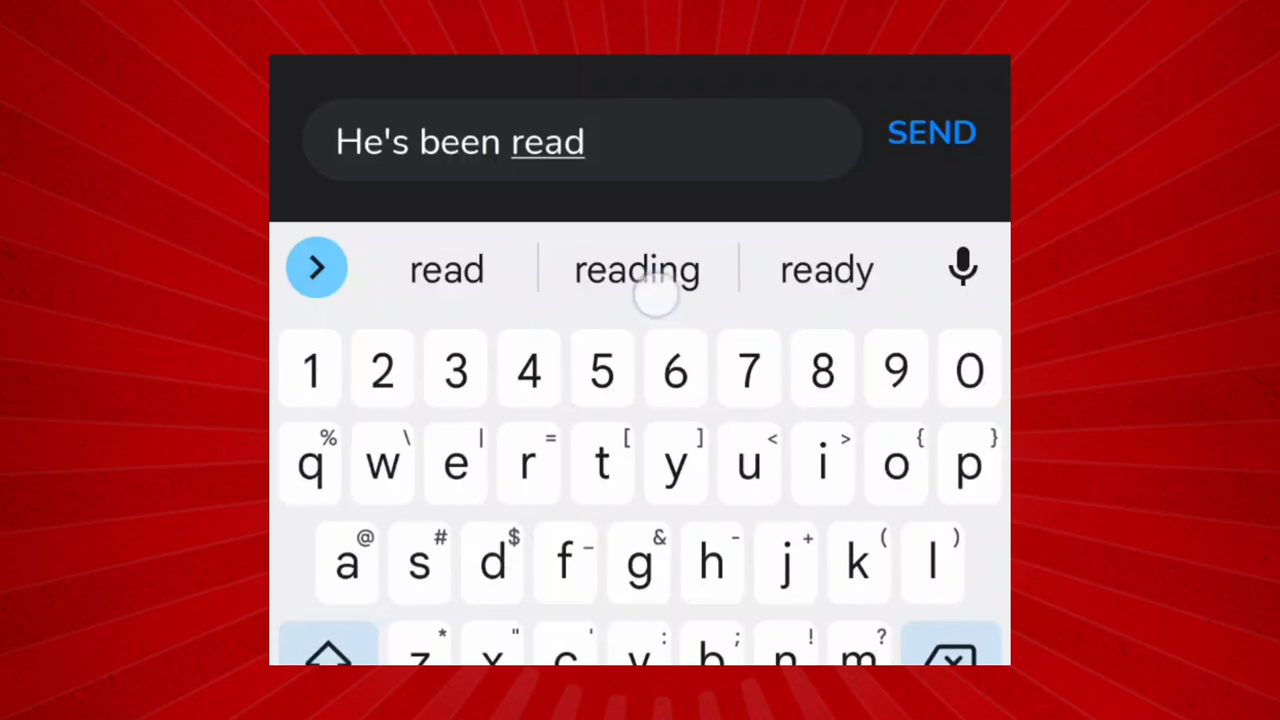 He's been read
SEND
read reading ready
1 2 3 4 5 6 7 8 9 0
% \ | = [ ] < > { }
q w e r t y u i o p
@ # $ _ & - + ( )
a s d f g h j k l
* " ' : ; ! ?
z x c v b n m